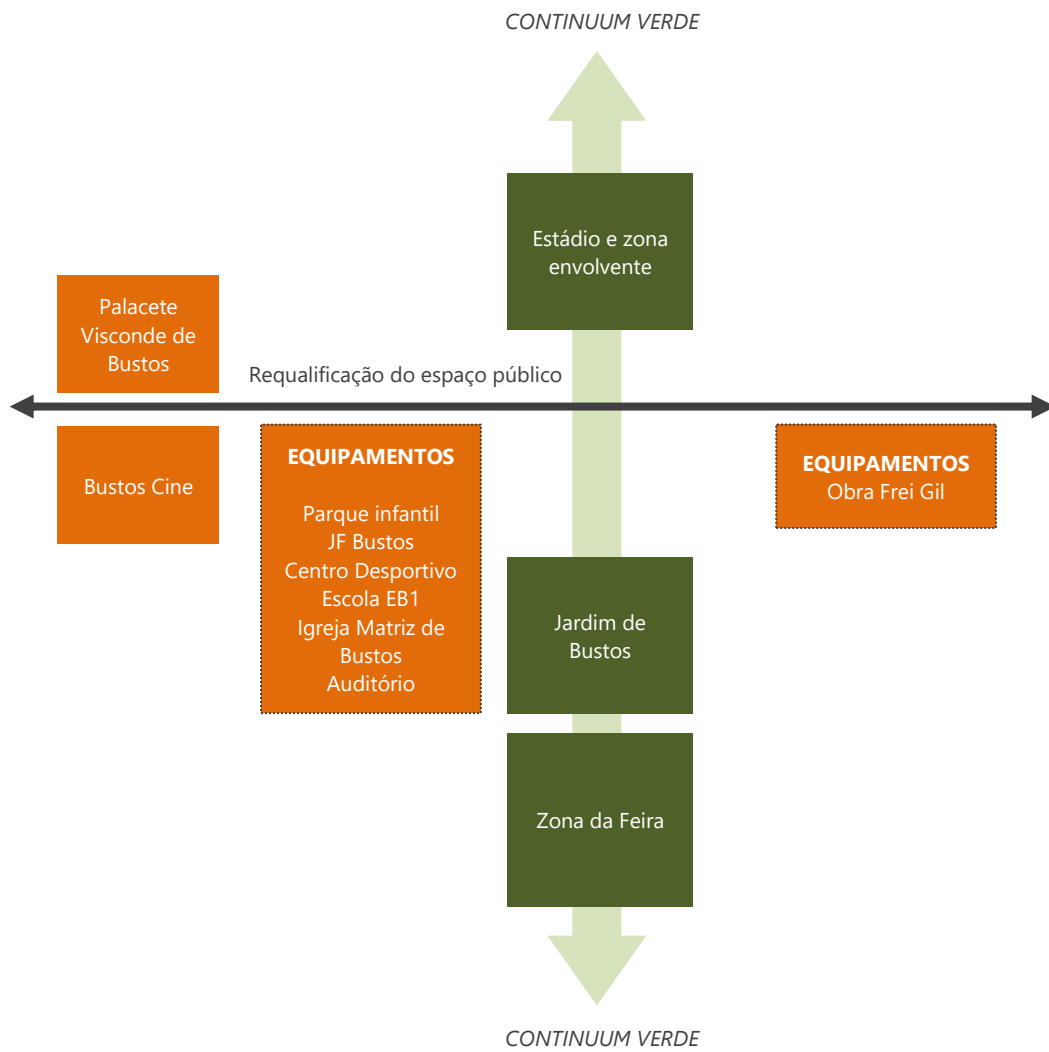 CONTINUUM VERDE
Estádio e zona
envolvente
Palacete
Visconde de
Bustos
Requalificação do espaço público
Bustos Cine
EQUIPAMENTOS
Parque infantil
JF Bustos
Centro Desportivo
Escola EB1
Igreja Matriz de
Bustos
Auditório
EQUIPAMENTOS
Obra Frei Gil
Jardim de
Bustos
Zona da Feira
CONTINUUM VERDE